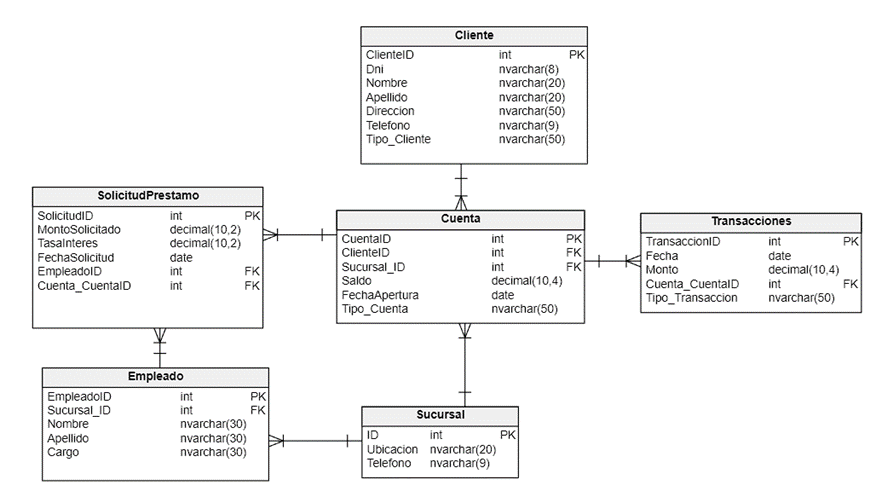 Cliente
ClienteID int PK
Dni nvarchar(8)
Nombre nvarchar(20)
Apellido nvarchar(20)
Direccion nvarchar(50)
Telefono nvarchar(9)
Tipo_Cliente nvarchar(50)
SolicitudPrestamo
SolicitudID int PK
MontoSolicitado decimal(10,2)
TasaInteres decimal(10,2)
FechaSolicitud date
EmpleadoID int FK
Cuenta_CuentaID int FK
Cuenta
CuentaID int PK
ClienteID int FK
Sucursal_ID int FK
Saldo decimal(10,4)
FechaApertura date
Tipo_Cuenta nvarchar(50)
Transacciones
TransaccionID int PK
Fecha date
Monto decimal(10,4)
Cuenta_CuentaID int FK
Tipo_Transaccion nvarchar(50)
Empleado
EmpleadoID int PK
Sucursal_ID int FK
Nombre nvarchar(30)
Apellido nvarchar(30)
Cargo nvarchar(30)
Sucursal
ID int PK
Ubicacion nvarchar(20)
Telefono nvarchar(9)